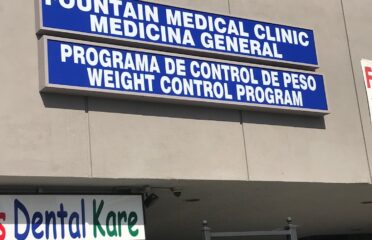 FOUNTAIN MEDICAL CLINIC
MEDICINA GENERAL
PROGRAMA DE CONTROL DE PESO
WEIGHT CONTROL PROGRAM
Dental Kare